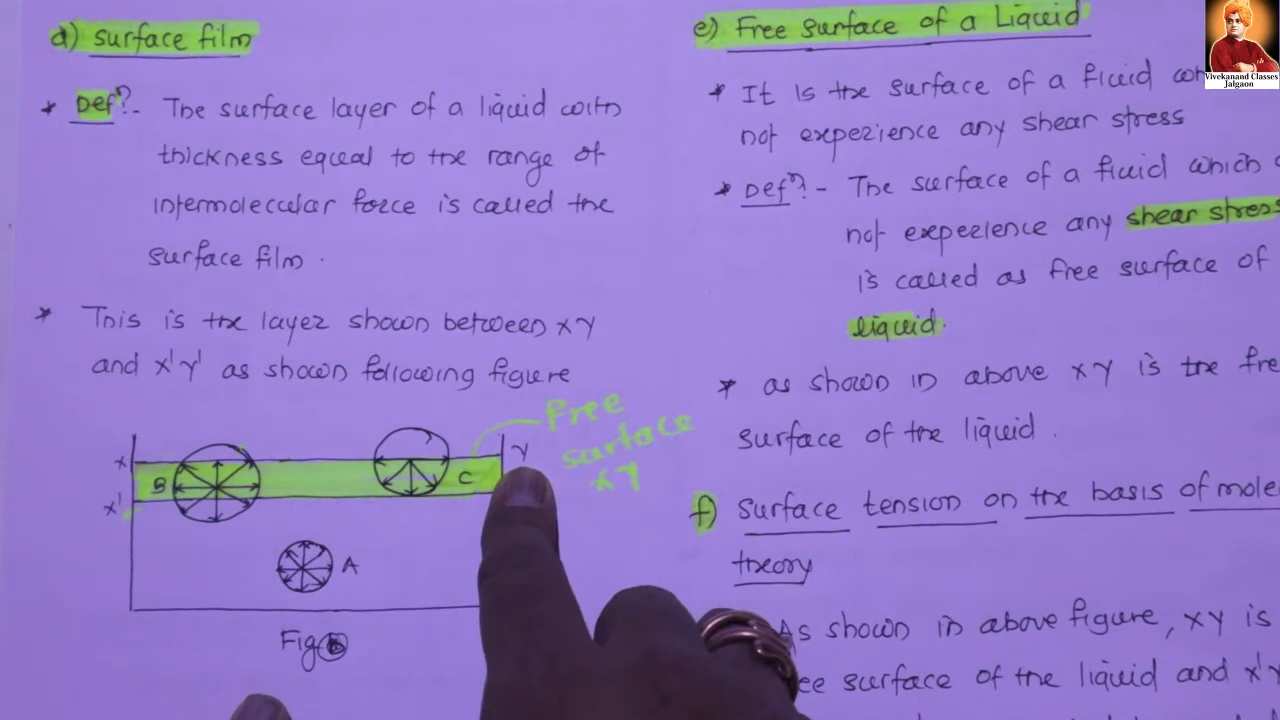 d) surface film
* Defn :- The surface layer of a liquid with
thickness equal to the range of
intermolecular force is called the
surface film.
* This is the layer shown between xy
and x'y' as shown following figure
Free
surface
xy
x
Y
B
C
x'
A
Fig b
e) Free surface of a Liquid
* It is the surface of a fluid
not experience any shear stress
* Defn :- The surface of a fluid which
not experience any shear stress
is called as free surface of
liquid.
* as shown in above xy is the
surface of the liquid.
f) surface tension on the basis of
theory
As shown in above figure, xy is
surface of the liquid and
Vivekanand Classes
Jalgaon